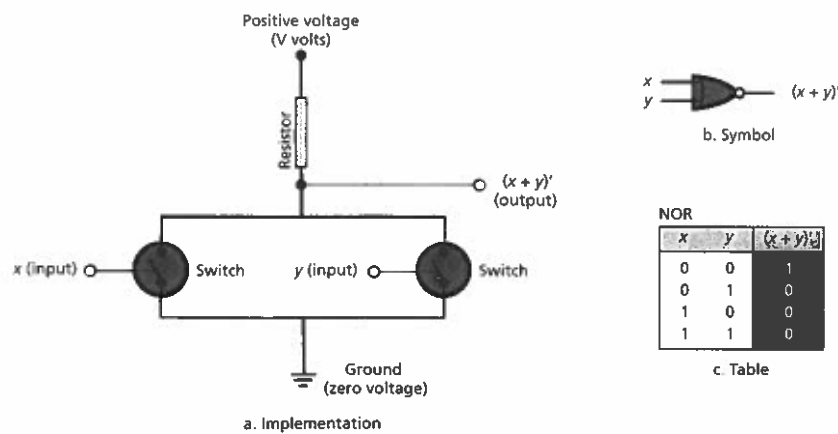 Positive voltage
(V volts)
Resistor
(x + y)'
(output)
x (input)
Switch
y (input)
Switch
Ground
(zero voltage)
a. Implementation
x
y
(x + y)'
b. Symbol
NOR
x y (x + y)'
0 0 1
0 1 0
1 0 0
1 1 0
c. Table